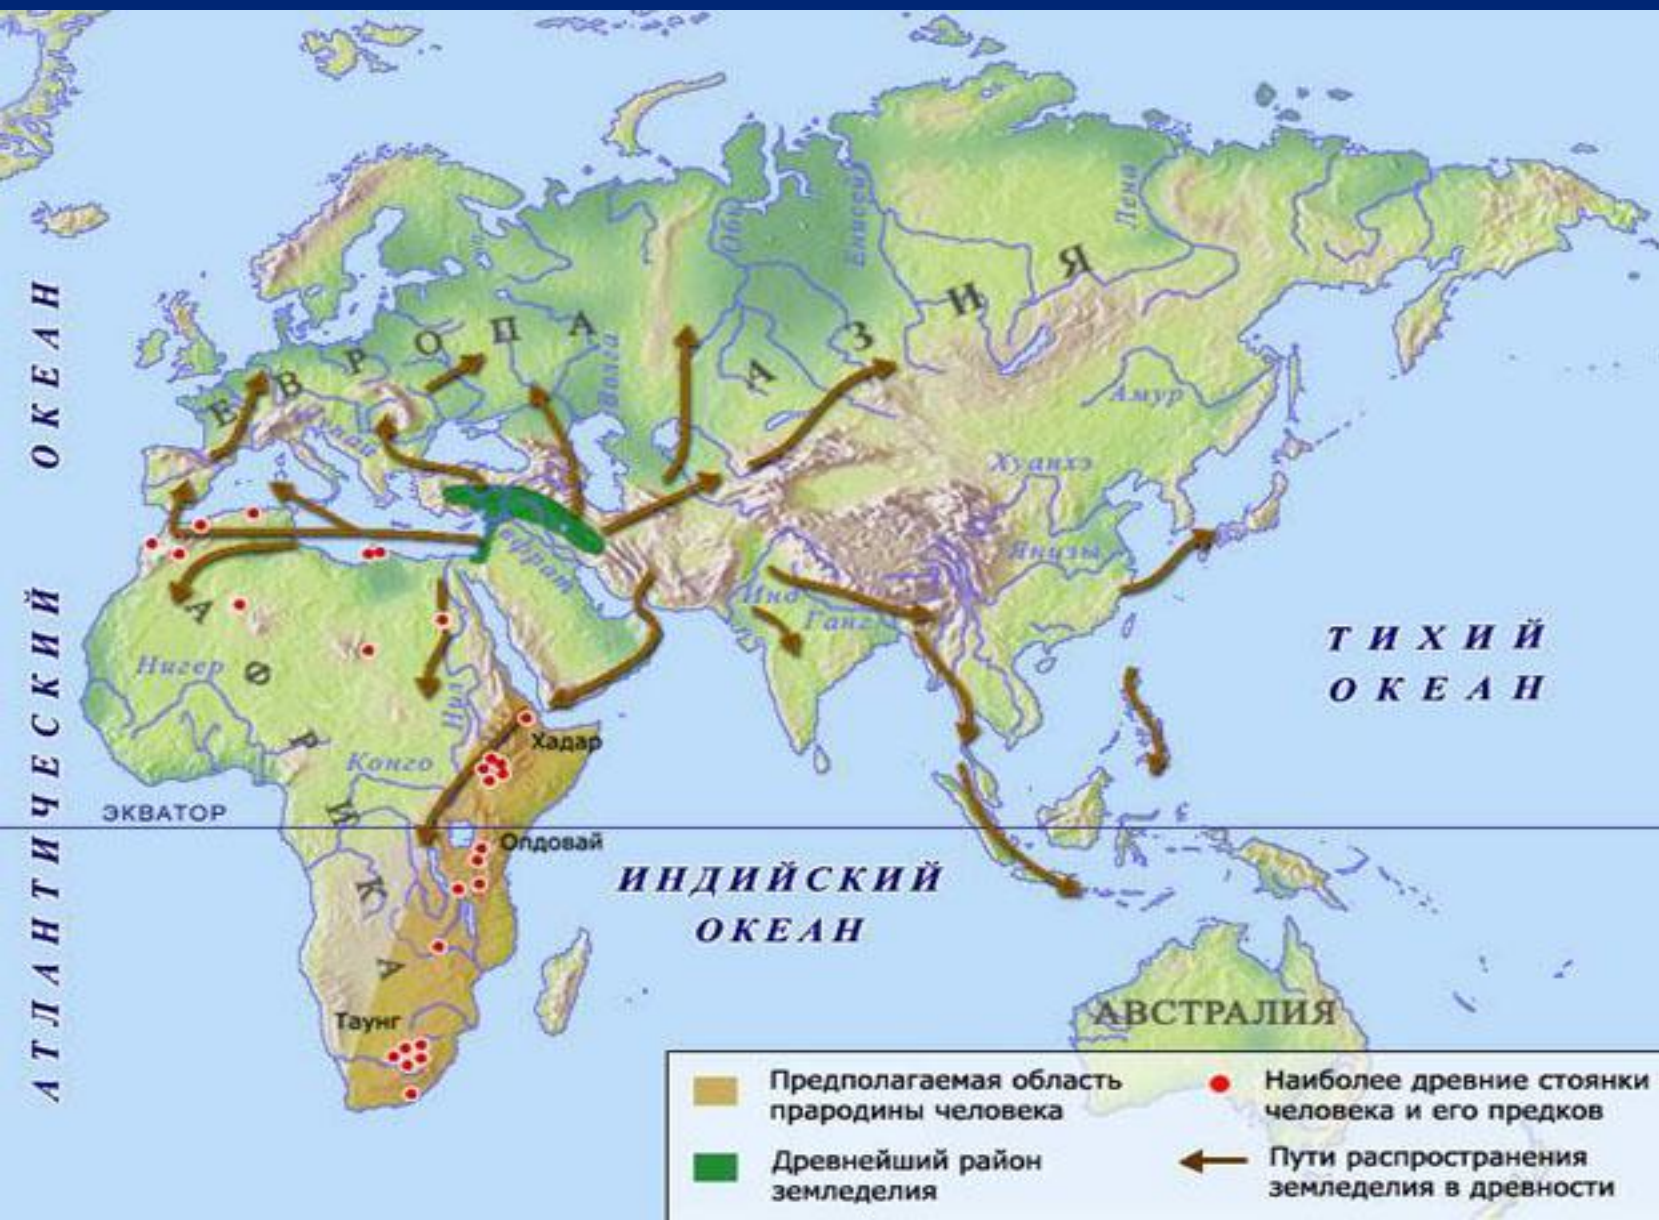 АТЛАНТИЧЕСКИЙ ОКЕАН
ЕВРОПА
АЗИЯ
АФРИКА
Обь
Енисей
Лена
Волга
Дунай
Амур
Хуанхэ
Янцзы
Евфрат
Инд
Ганг
Нил
Нигер
Конго
ТИХИЙ
ОКЕАН
Хадар
ЭКВАТОР
Олдовай
ИНДИЙСКИЙ
ОКЕАН
Таунг
АВСТРАЛИЯ
Предполагаемая область
прародины человека
Древнейший район
земледелия
Наиболее древние стоянки
человека и его предков
Пути распространения
земледелия в древности